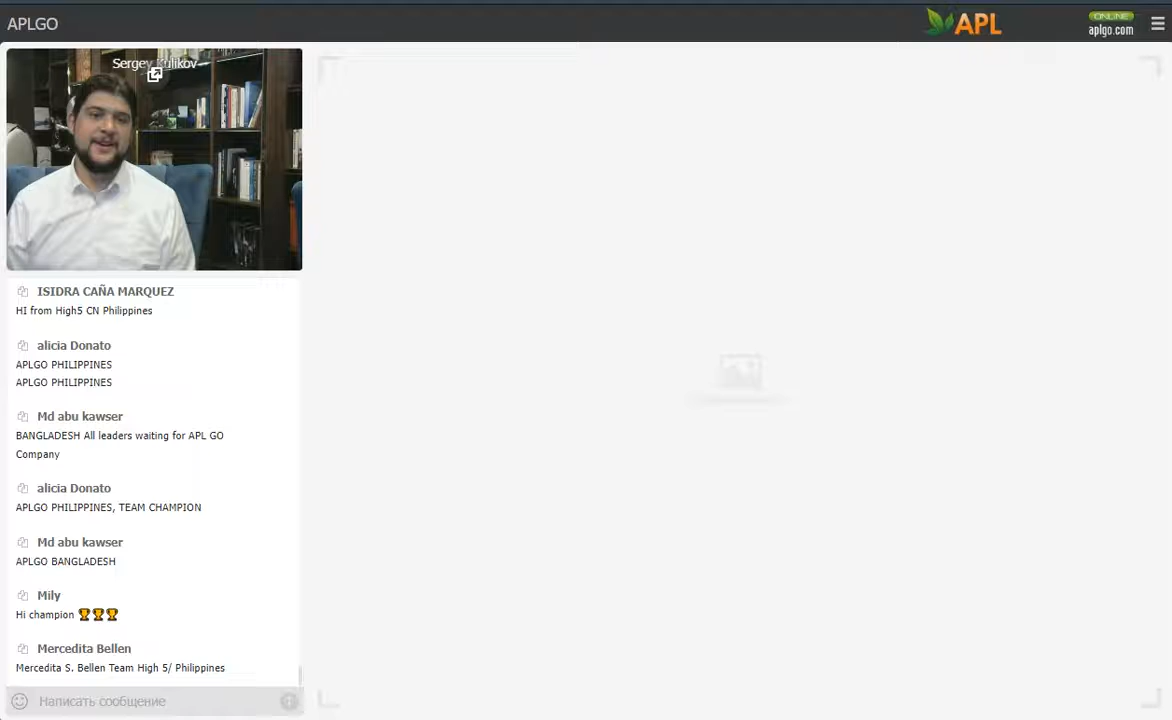 APLGO
APL
ONLINE
aplgo.com
Sergey Kulikov
ISIDRA CAÑA MARQUEZ
HI from High5 CN Philippines
alicia Donato
APLGO PHILIPPINES
APLGO PHILIPPINES
Md abu kawser
BANGLADESH All leaders waiting for APL GO
Company
alicia Donato
APLGO PHILIPPINES, TEAM CHAMPION
Md abu kawser
APLGO BANGLADESH
Mily
Hi champion 🏆🏆🏆
Mercedita Bellen
Mercedita S. Bellen Team High 5/ Philippines
Написать сообщение